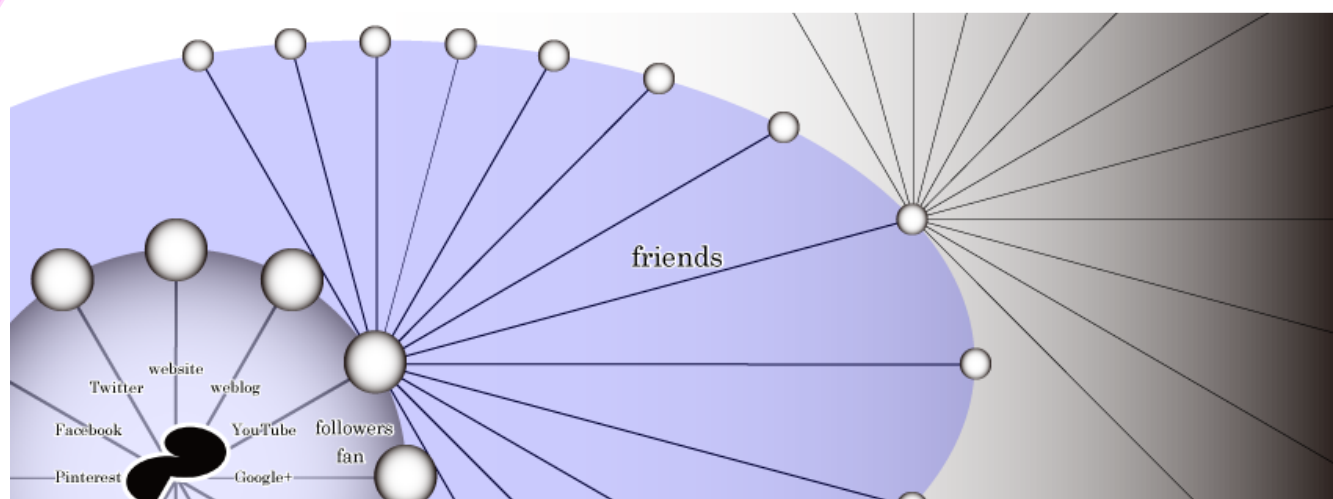 friends
website
Twitter
weblog
Facebook
YouTube
followers
fan
Pinterest
Google+